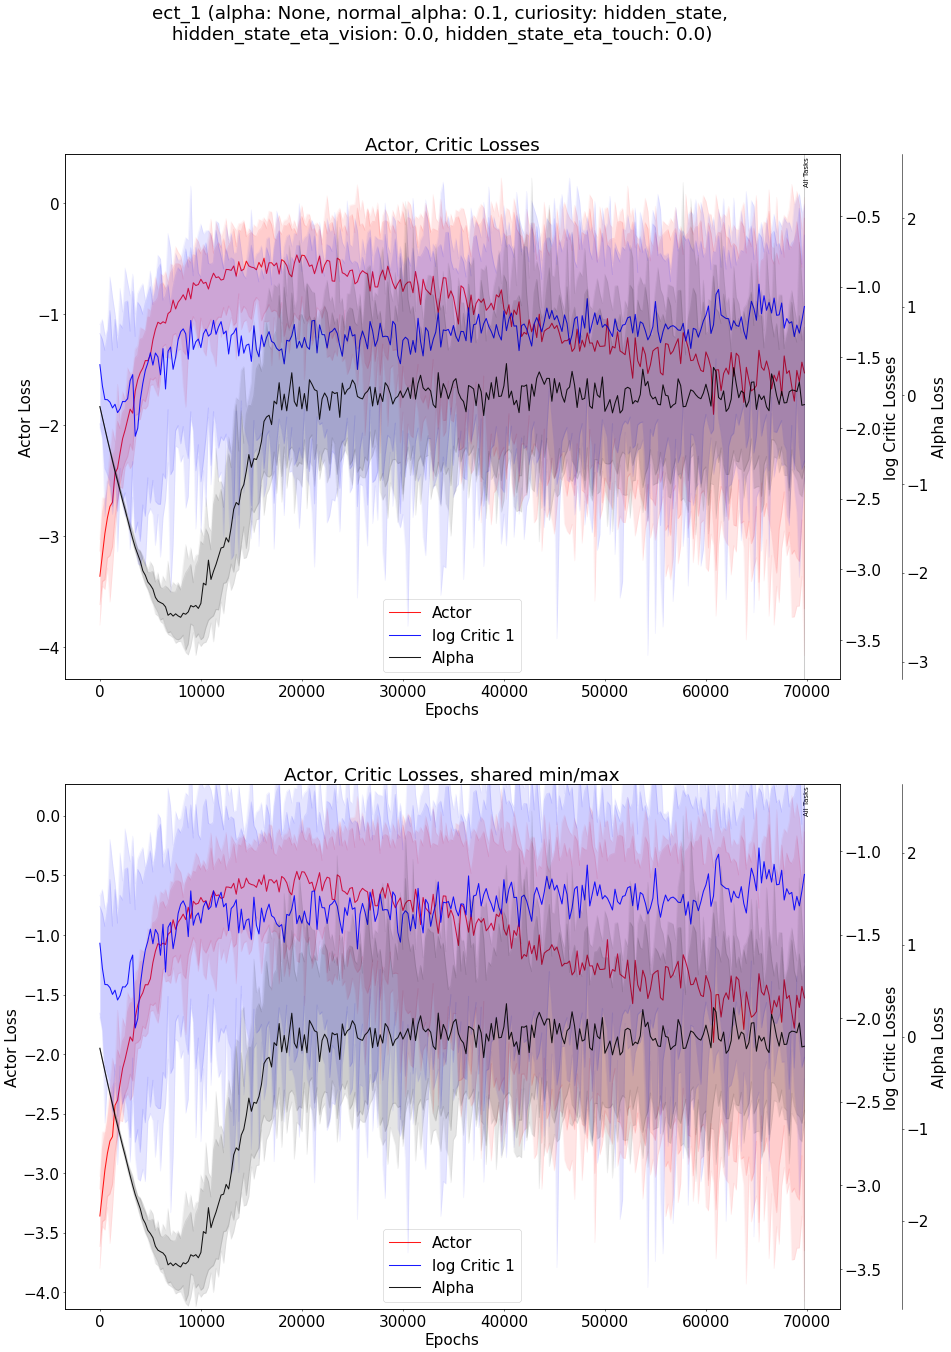 ect_1 (alpha: None, normal_alpha: 0.1, curiosity: hidden_state,
hidden_state_eta_vision: 0.0, hidden_state_eta_touch: 0.0)
Actor, Critic Losses
All Tasks
0
−1
−2
−3
−4
Actor Loss
−0.5
−1.0
−1.5
−2.0
−2.5
−3.0
−3.5
log Critic Losses
2
1
0
−1
−2
−3
Alpha Loss
Actor
log Critic 1
Alpha
0 10000 20000 30000 40000 50000 60000 70000
Epochs
Actor, Critic Losses, shared min/max
All Tasks
0.0
−0.5
−1.0
−1.5
−2.0
−2.5
−3.0
−3.5
−4.0
Actor Loss
−1.0
−1.5
−2.0
−2.5
−3.0
−3.5
log Critic Losses
2
1
0
−1
−2
Alpha Loss
Actor
log Critic 1
Alpha
0 10000 20000 30000 40000 50000 60000 70000
Epochs